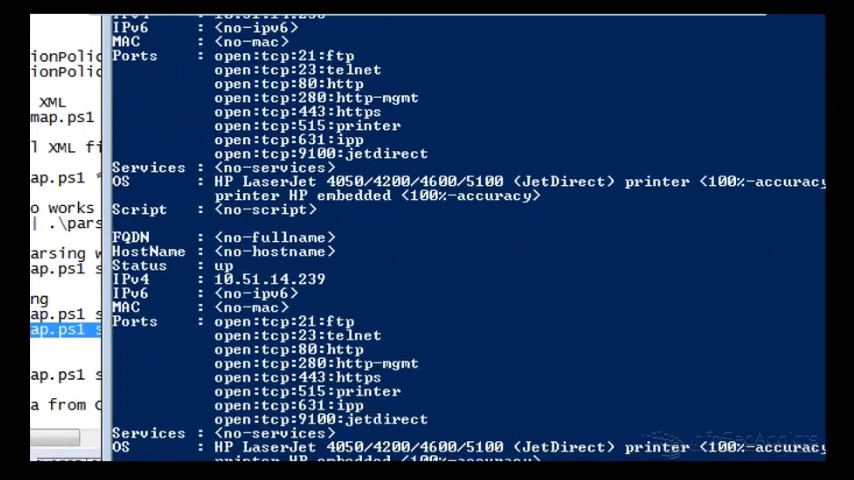 IPv6 : <no-ipv6>
MAC : <no-mac>
Ports : open:tcp:21:ftp
open:tcp:23:telnet
open:tcp:80:http
open:tcp:280:http-mgmt
open:tcp:443:https
open:tcp:515:printer
open:tcp:631:ipp
open:tcp:9100:jetdirect
Services : <no-services>
OS : HP LaserJet 4050/4200/4600/5100 (JetDirect) printer <100%-accuracy
printer HP embedded <100%-accuracy>
Script : <no-script>
FQDN : <no-fullname>
HostName : <no-hostname>
Status : up
IPv4 : 10.51.14.239
IPv6 : <no-ipv6>
MAC : <no-mac>
Ports : open:tcp:21:ftp
open:tcp:23:telnet
open:tcp:80:http
open:tcp:280:http-mgmt
open:tcp:443:https
open:tcp:515:printer
open:tcp:631:ipp
open:tcp:9100:jetdirect
Services : <no-services>
OS : HP LaserJet 4050/4200/4600/5100 (JetDirect) printer <100%-accuracy
printer HP embedded <100%-accuracy>
ionPolic
ionPolic
XML
map.ps1
l XML fi
ap.ps1 *
o works
| .\pars
arsing w
ap.ps1 s
ng
ap.ps1 s
ap.ps1 s
ap.ps1 s
a from C